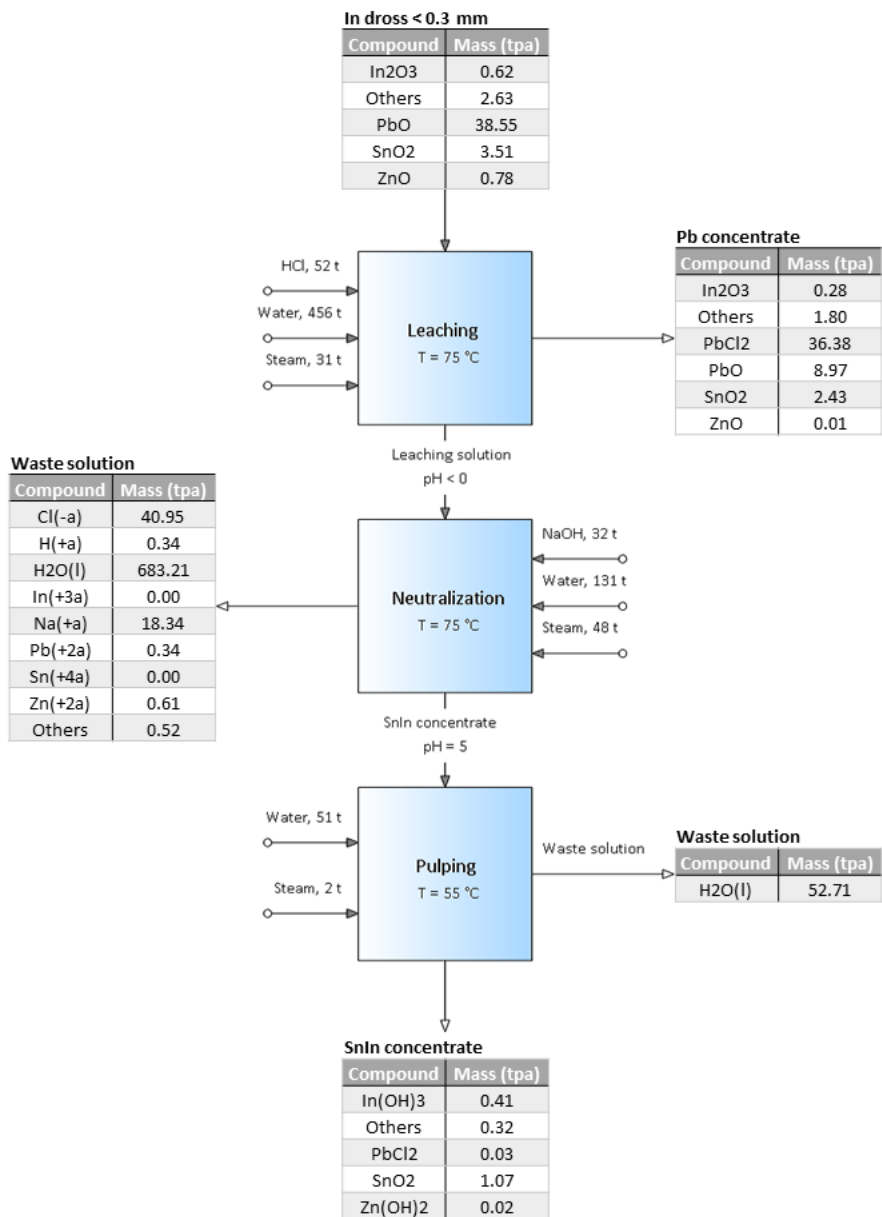 In dross < 0.3 mm
Compound Mass (tpa)
In2O3 0.62
Others 2.63
PbO 38.55
SnO2 3.51
ZnO 0.78
HCl, 52 t
Water, 456 t
Steam, 31 t
Leaching
T = 75 °C
Pb concentrate
Compound Mass (tpa)
In2O3 0.28
Others 1.80
PbCl2 36.38
PbO 8.97
SnO2 2.43
ZnO 0.01
Leaching solution
pH < 0
Waste solution
Compound Mass (tpa)
Cl(-a) 40.95
H(+a) 0.34
H2O(l) 683.21
In(+3a) 0.00
Na(+a) 18.34
Pb(+2a) 0.34
Sn(+4a) 0.00
Zn(+2a) 0.61
Others 0.52
Neutralization
T = 75 °C
NaOH, 32 t
Water, 131 t
Steam, 48 t
SnIn concentrate
pH = 5
Water, 51 t
Steam, 2 t
Pulping
T = 55 °C
Waste solution
Waste solution
Compound Mass (tpa)
H2O(l) 52.71
SnIn concentrate
Compound Mass (tpa)
In(OH)3 0.41
Others 0.32
PbCl2 0.03
SnO2 1.07
Zn(OH)2 0.02